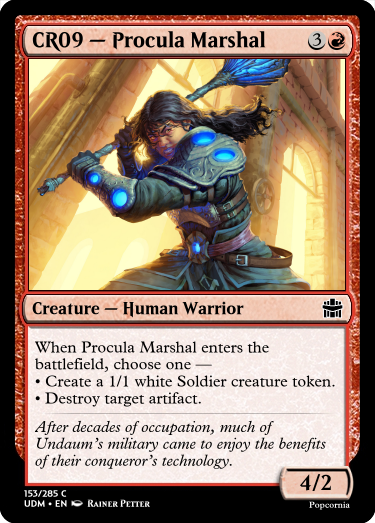 CR09 — Procula Marshal 3
Creature — Human Warrior
When Procula Marshal enters the
battlefield, choose one —
• Create a 1/1 white Soldier creature token.
• Destroy target artifact.
After decades of occupation, much of
Undaum's military came to enjoy the benefits
of their conqueror's technology.
4/2
153/285 C
UDM • EN Rainer Petter
Popcornia